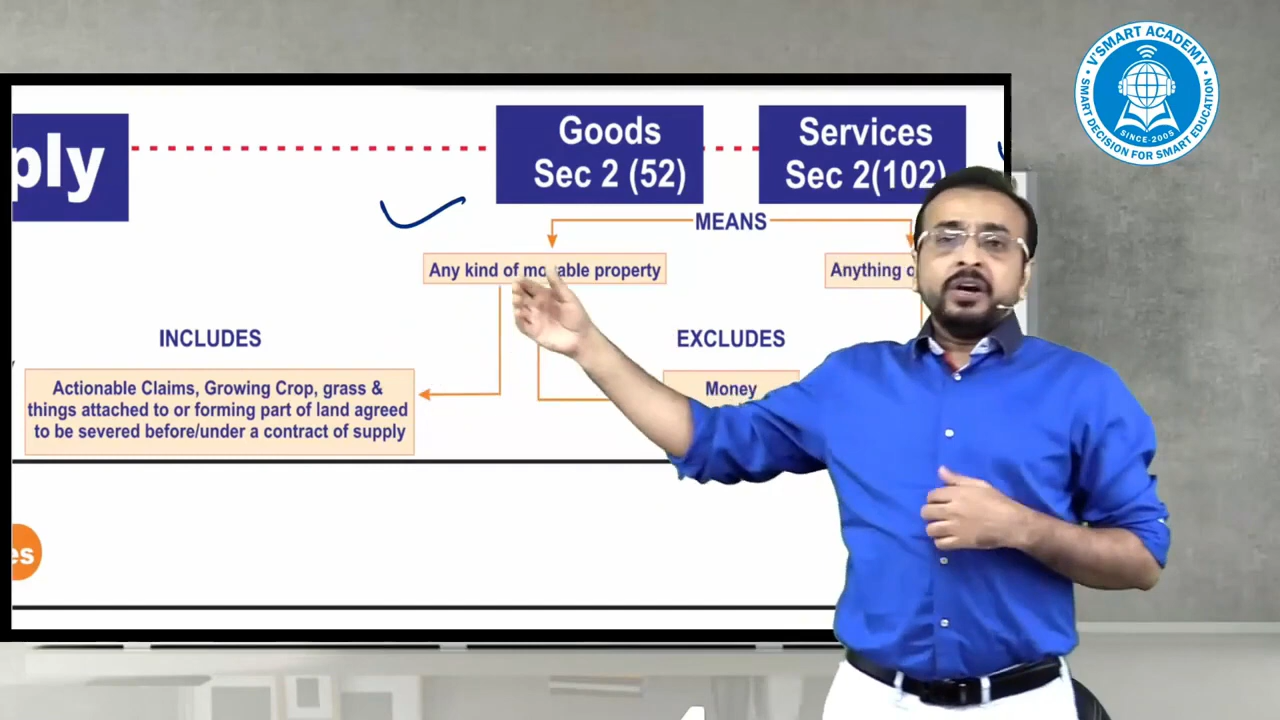 ply
Goods
Sec 2 (52)
Services
Sec 2(102)
MEANS
Any kind of movable property
Anything
INCLUDES
EXCLUDES
Actionable Claims, Growing Crop, grass &
things attached to or forming part of land agreed
to be severed before/under a contract of supply
Money
es
V'SMART ACADEMY
SINCE-2005
SMART DECISION FOR SMART EDUCATION